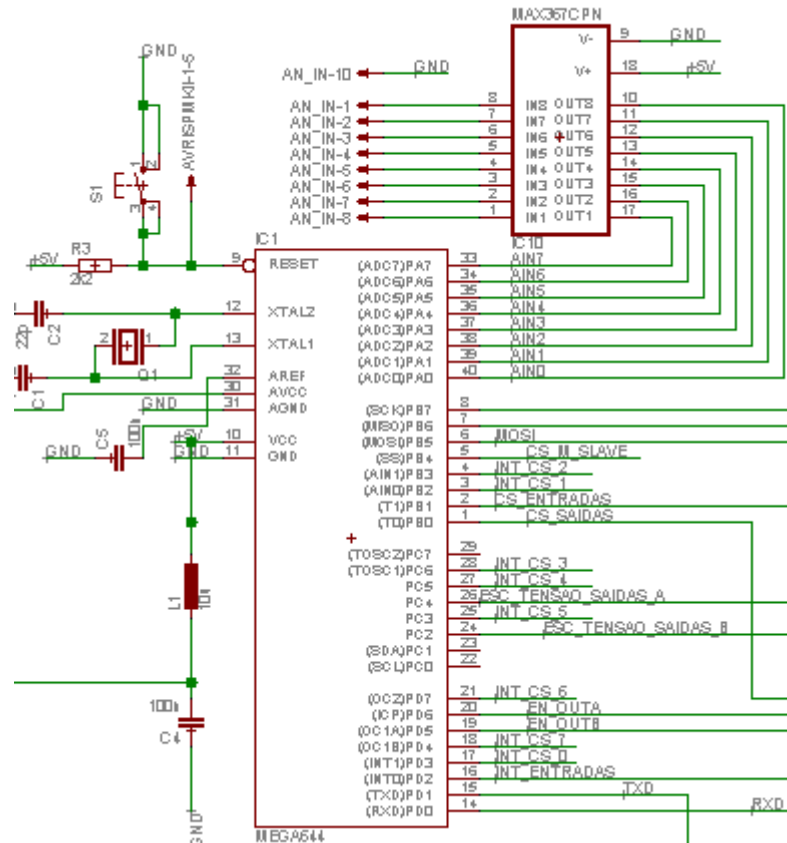 MAX367CPN
V- 9 GND
V+ 18 +5V
AN_IN-10 GND
AN_IN-1 8 IN8 OUT8 10
AN_IN-2 7 IN7 OUT7 11
AN_IN-3 6 IN6 OUT6 12
AN_IN-4 5 IN5 OUT5 13
AN_IN-5 4 IN4 OUT4 14
AN_IN-6 3 IN3 OUT3 15
AN_IN-7 2 IN2 OUT2 16
AN_IN-8 1 IN1 OUT1 17
IC10
GND
AVRISPMKII-1-5
1 2
S1
3 4
IC1
+5V R3 2k2 9 RESET
C2 22p 12 XTAL2
2 1 Q1 13 XTAL1
C1 32 AREF
30 AVCC
GND 31 AGND
GND C5 100n
+5V 10 VCC
GND 11 GND
L1 10u
100n
C4
GND
(ADC7)PA7 33 AIN7
(ADC6)PA6 34 AIN6
(ADC5)PA5 35 AIN5
(ADC4)PA4 36 AIN4
(ADC3)PA3 37 AIN3
(ADC2)PA2 38 AIN2
(ADC1)PA1 39 AIN1
(ADC0)PA0 40 AIN0
(SCK)PB7 8
(MISO)PB6 7
(MOSI)PB5 6 MOSI
(SS)PB4 5 CS_M_SLAVE
(AIN1)PB3 4 INT_CS_2
(AIN0)PB2 3 INT_CS_1
(T1)PB1 2 CS_ENTRADAS
(T0)PB0 1 CS_SAIDAS
(TOSC2)PC7 29
(TOSC1)PC6 28 INT_CS_3
PC5 27 INT_CS_4
PC4 26 ESC_TENSAO_SAIDAS_A
PC3 25 INT_CS_5
PC2 24 ESC_TENSAO_SAIDAS_B
(SDA)PC1 23
(SCL)PC0 22
(OC2)PD7 21 INT_CS_6
(ICP)PD6 20 EN_OUTA
(OC1A)PD5 19 EN_OUTB
(OC1B)PD4 18 INT_CS_7
(INT1)PD3 17 INT_CS_0
(INT0)PD2 16 INT_ENTRADAS
(TXD)PD1 15 TXD
(RXD)PD0 14 RXD
MEGA644